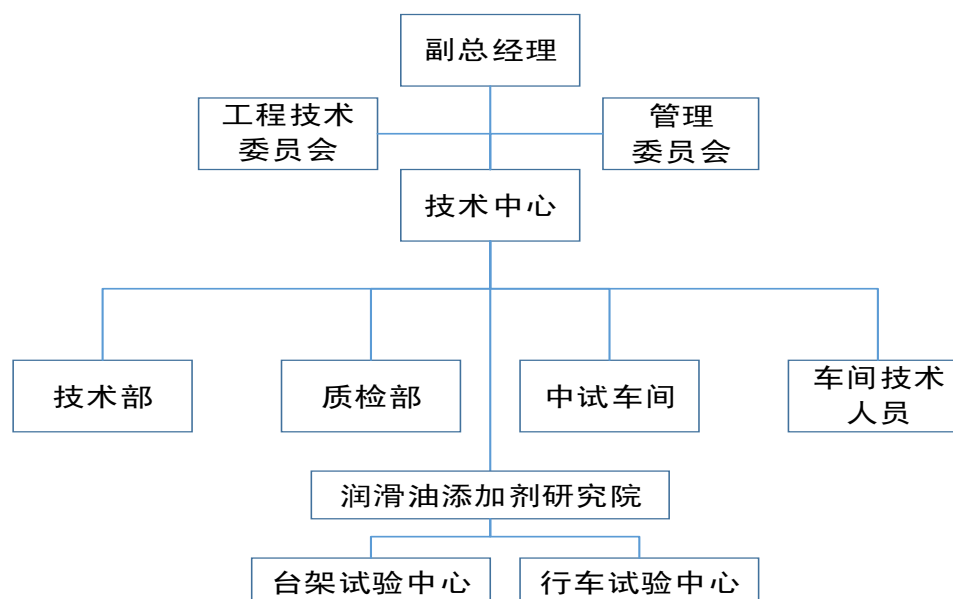 副总经理
工程技术
委员会
管理
委员会
技术中心
技术部
质检部
中试车间
车间技术
人员
润滑油添加剂研究院
台架试验中心
行车试验中心